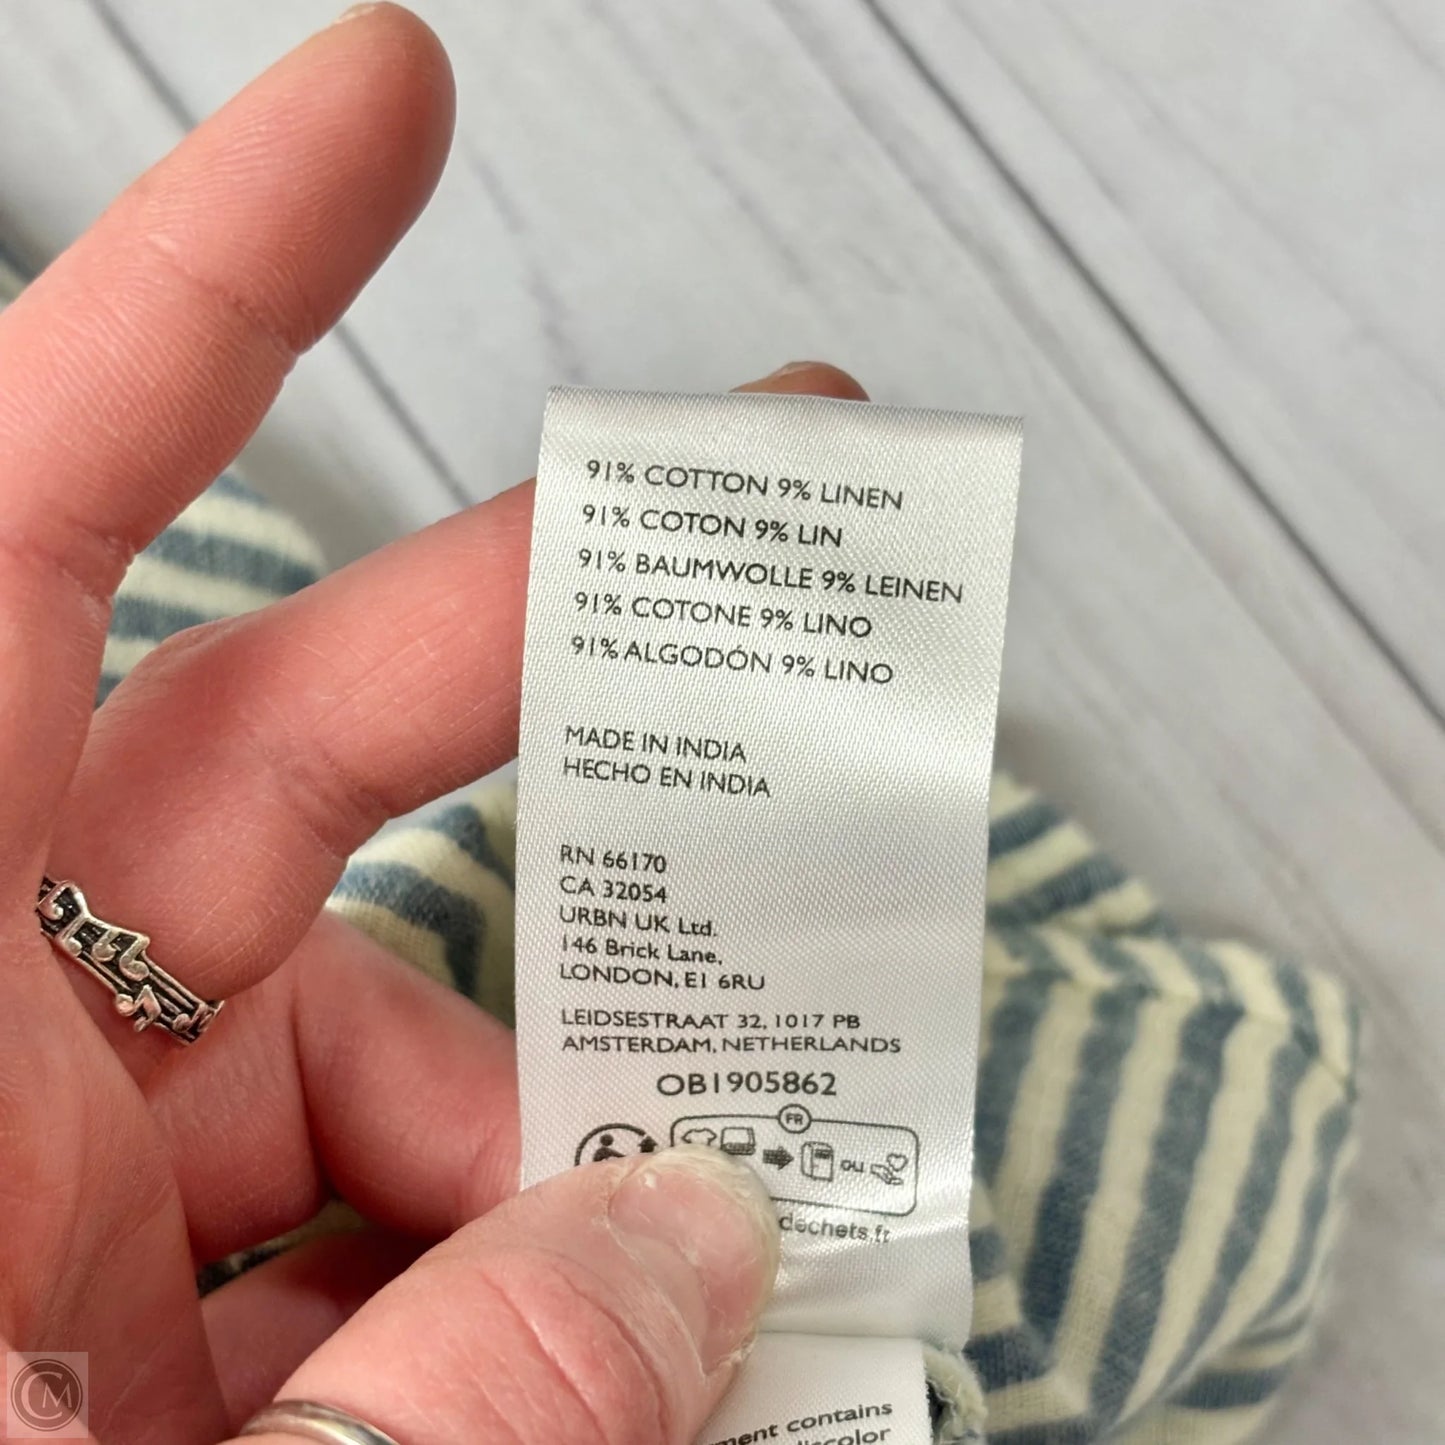 91% COTTON 9% LINEN
91% COTON 9% LIN
91% BAUMWOLLE 9% LEINEN
91% COTONE 9% LINO
91% ALGODÓN 9% LINO
MADE IN INDIA
HECHO EN INDIA
RN 66170
CA 32054
URBN UK Ltd.
146 Brick Lane,
LONDON, E1 6RU
LEIDSESTRAAT 32, 1017 PB
AMSTERDAM, NETHERLANDS
OB1905862
FR
ou
déchets.fr
contains
CM